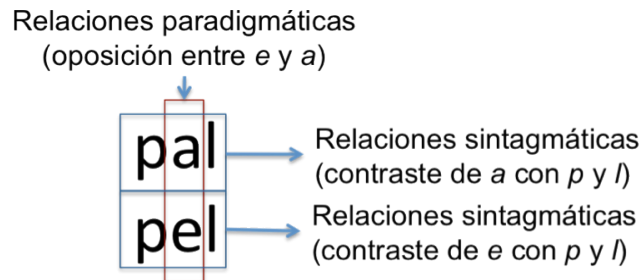 Relaciones paradigmáticas
(oposición entre e y a)
pal
Relaciones sintagmáticas
(contraste de a con p y l)
pel
Relaciones sintagmáticas
(contraste de e con p y l)